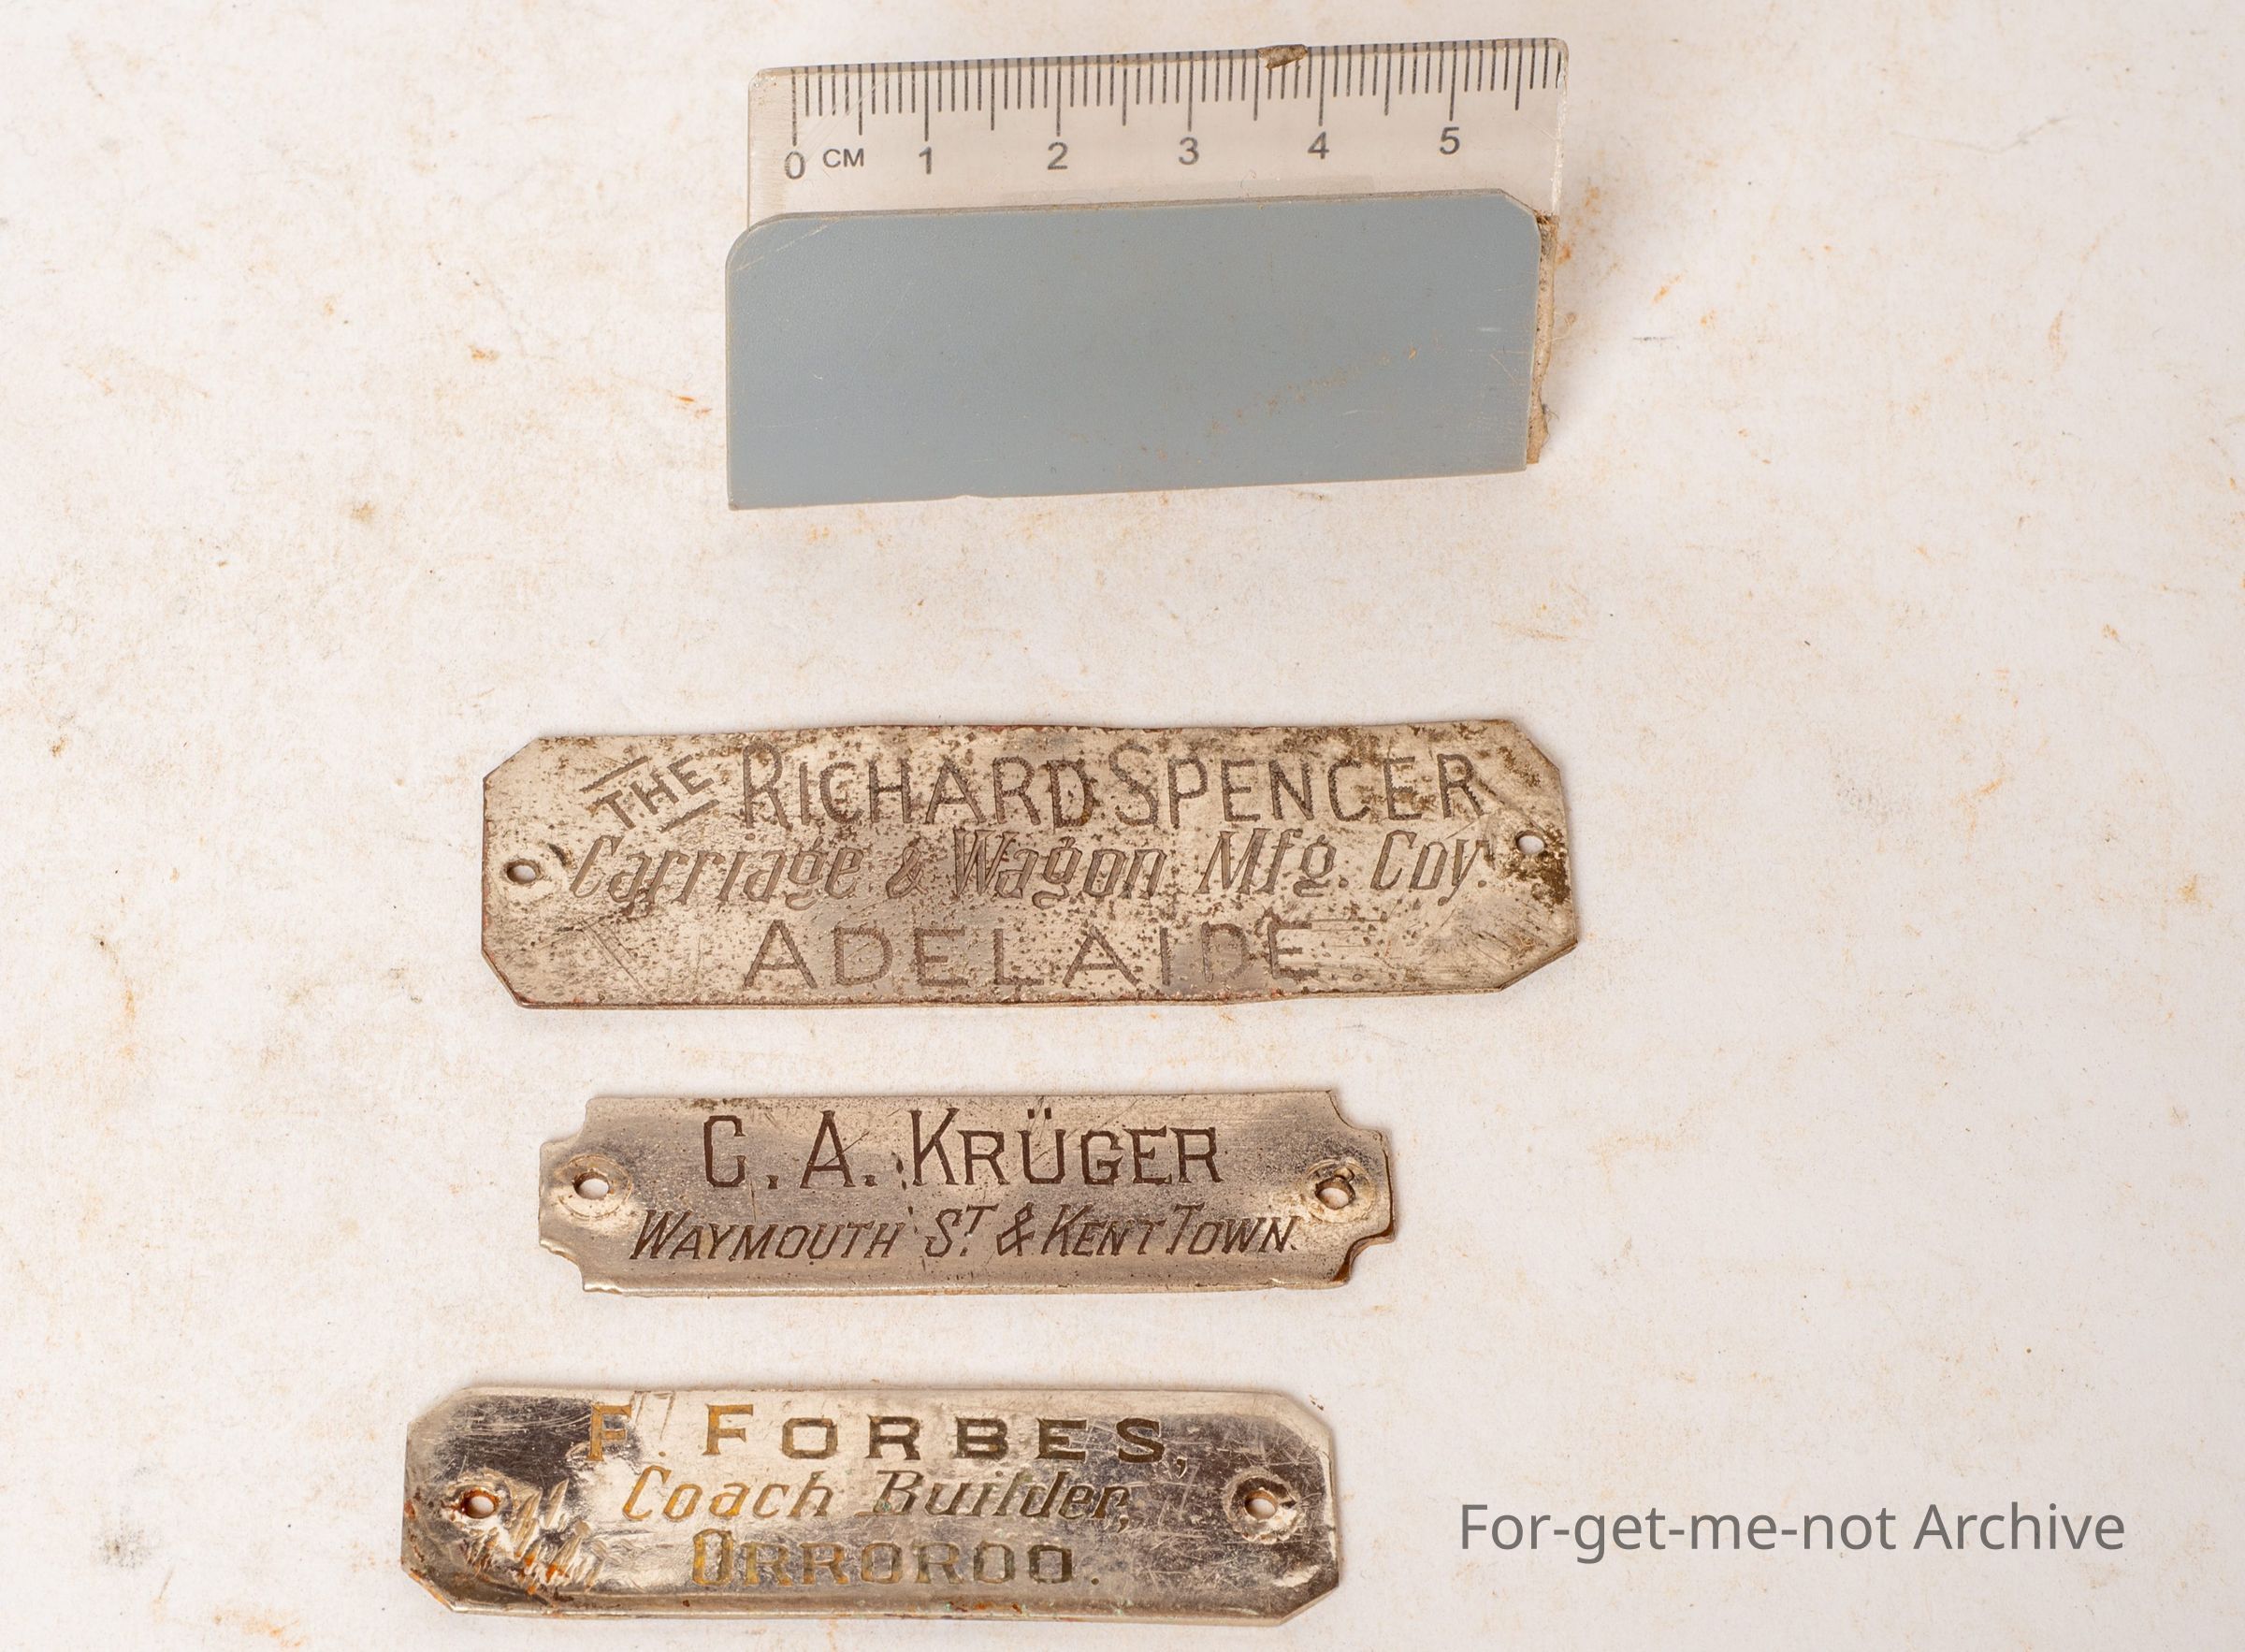 0 CM 1 2 3 4 5
THE RICHARD SPENCER
Carriage & Wagon Mfg. Coy.
ADELAIDE.
C. A. KRÜGER
WAYMOUTH ST. & KENT TOWN.
F. FORBES,
Coach Builder,
ORROROO.
For-get-me-not Archive